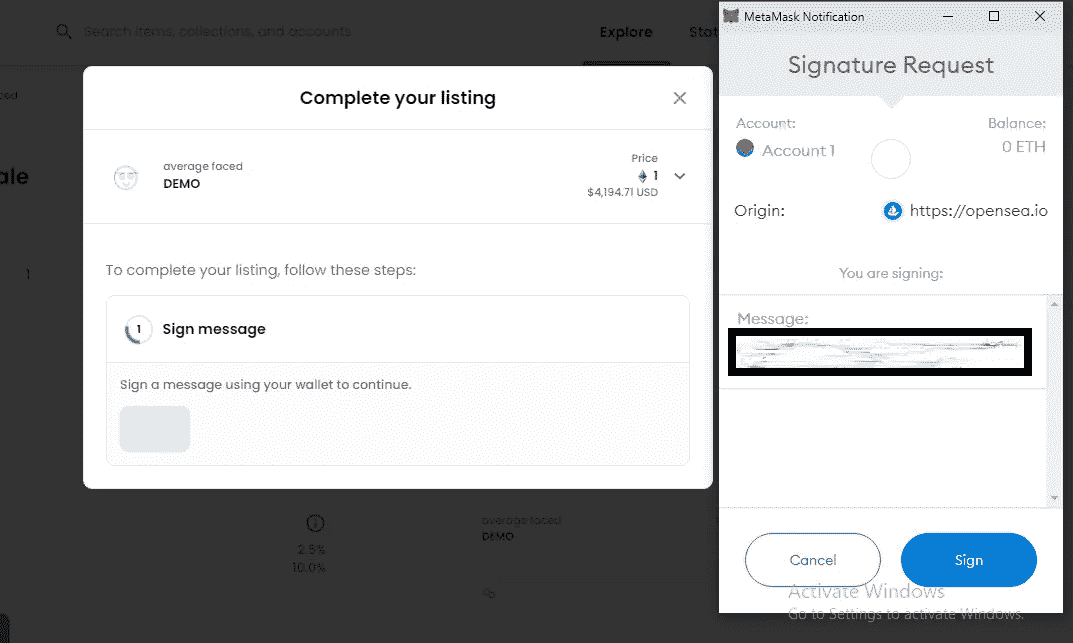 Search items, collections, and accounts
Explore
Stat
ced
ale
1
Complete your listing
average faced
DEMO
Price
1
$4,194.71 USD
To complete your listing, follow these steps:
1 Sign message
Sign a message using your wallet to continue.
2.5%
10.0%
average faced
DEMO
MetaMask Notification
Signature Request
Account:
Balance:
Account 1
0 ETH
Origin:
https://opensea.io
You are signing:
Message:
Cancel
Sign
Activate Windows
Go to Settings to activate Windows.